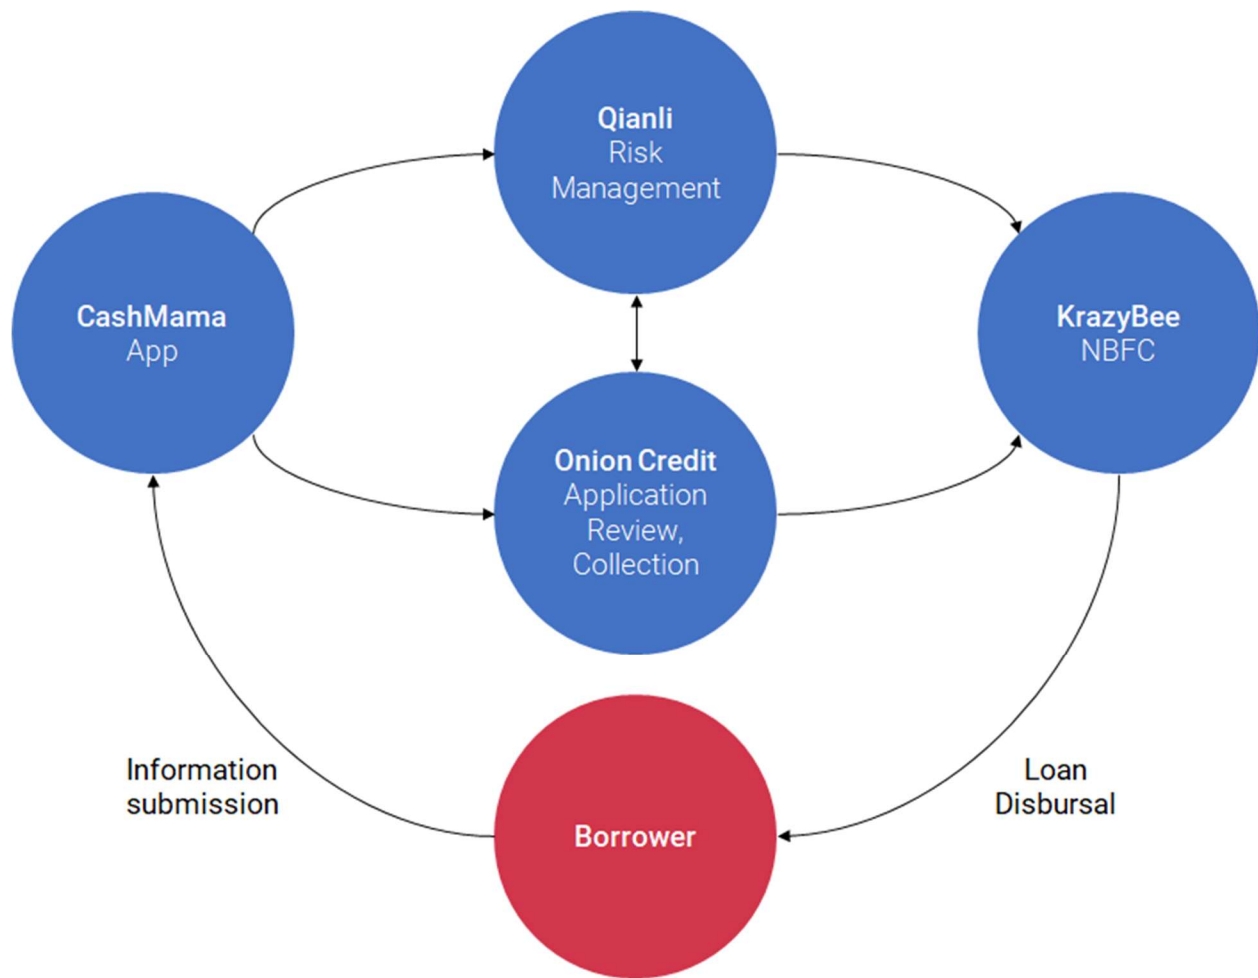 Qianli
Risk
Management
CashMama
App
KrazyBee
NBFC
Onion Credit
Application
Review,
Collection
Information
submission
Loan
Disbursal
Borrower